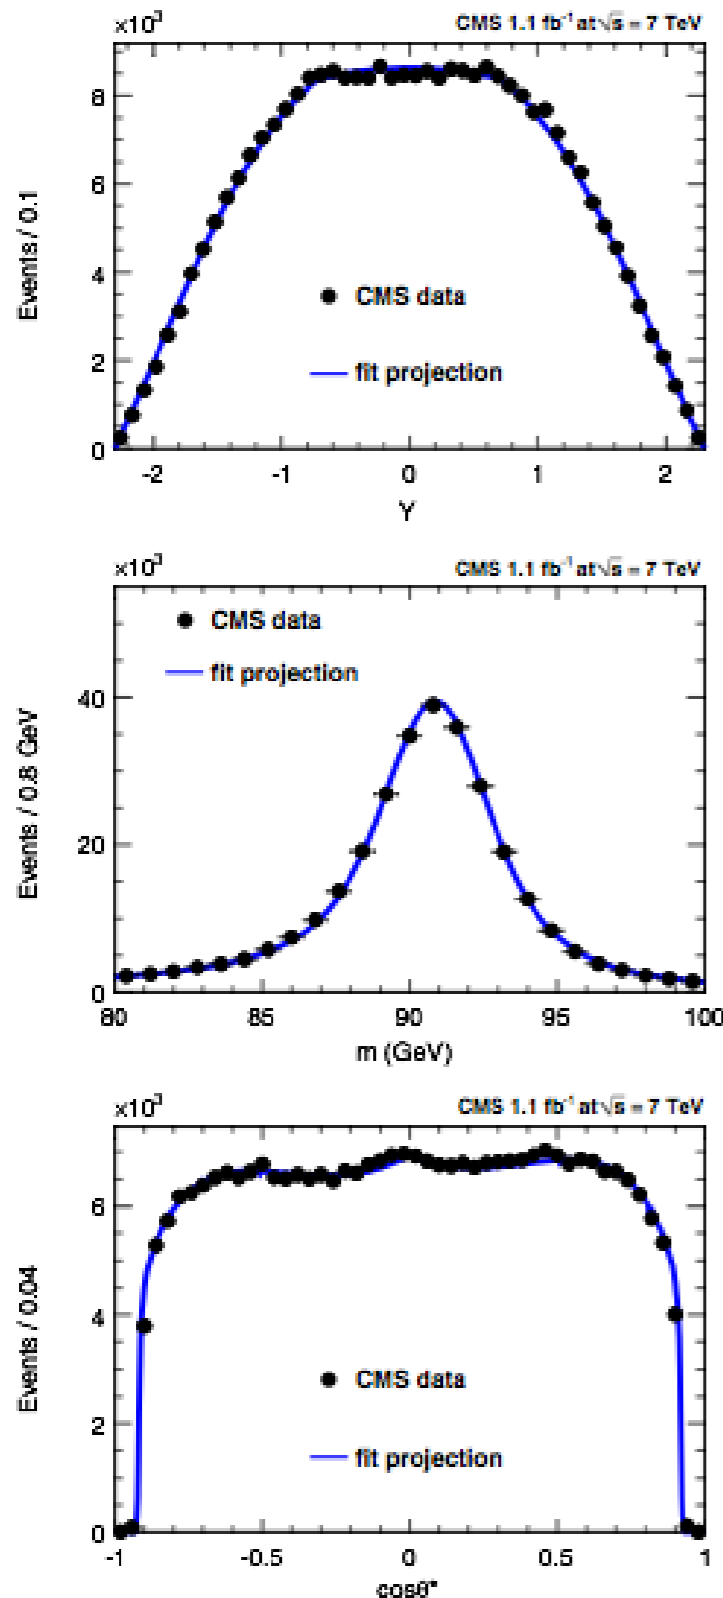 ×10³ CMS 1.1 fb⁻¹ at √s = 7 TeV
8
6
4
2
0
Events / 0.1
CMS data
fit projection
-2 -1 0 1 2
Y
×10³ CMS 1.1 fb⁻¹ at √s = 7 TeV
CMS data
fit projection
40
20
0
Events / 0.8 GeV
80 85 90 95 100
m (GeV)
×10³ CMS 1.1 fb⁻¹ at √s = 7 TeV
6
4
2
0
Events / 0.04
CMS data
fit projection
-1 -0.5 0 0.5 1
cosθ*